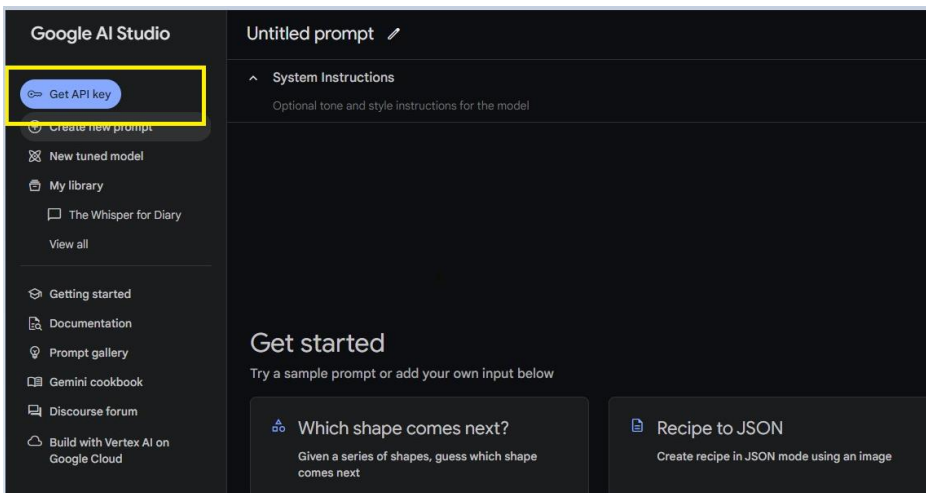 Google AI Studio
Get API key
Create new prompt
New tuned model
My library
The Whisper for Diary
View all
Getting started
Documentation
Prompt gallery
Gemini cookbook
Discourse forum
Build with Vertex AI on
Google Cloud
Untitled prompt
System Instructions
Optional tone and style instructions for the model
Get started
Try a sample prompt or add your own input below
Which shape comes next?
Given a series of shapes, guess which shape
comes next
Recipe to JSON
Create recipe in JSON mode using an image